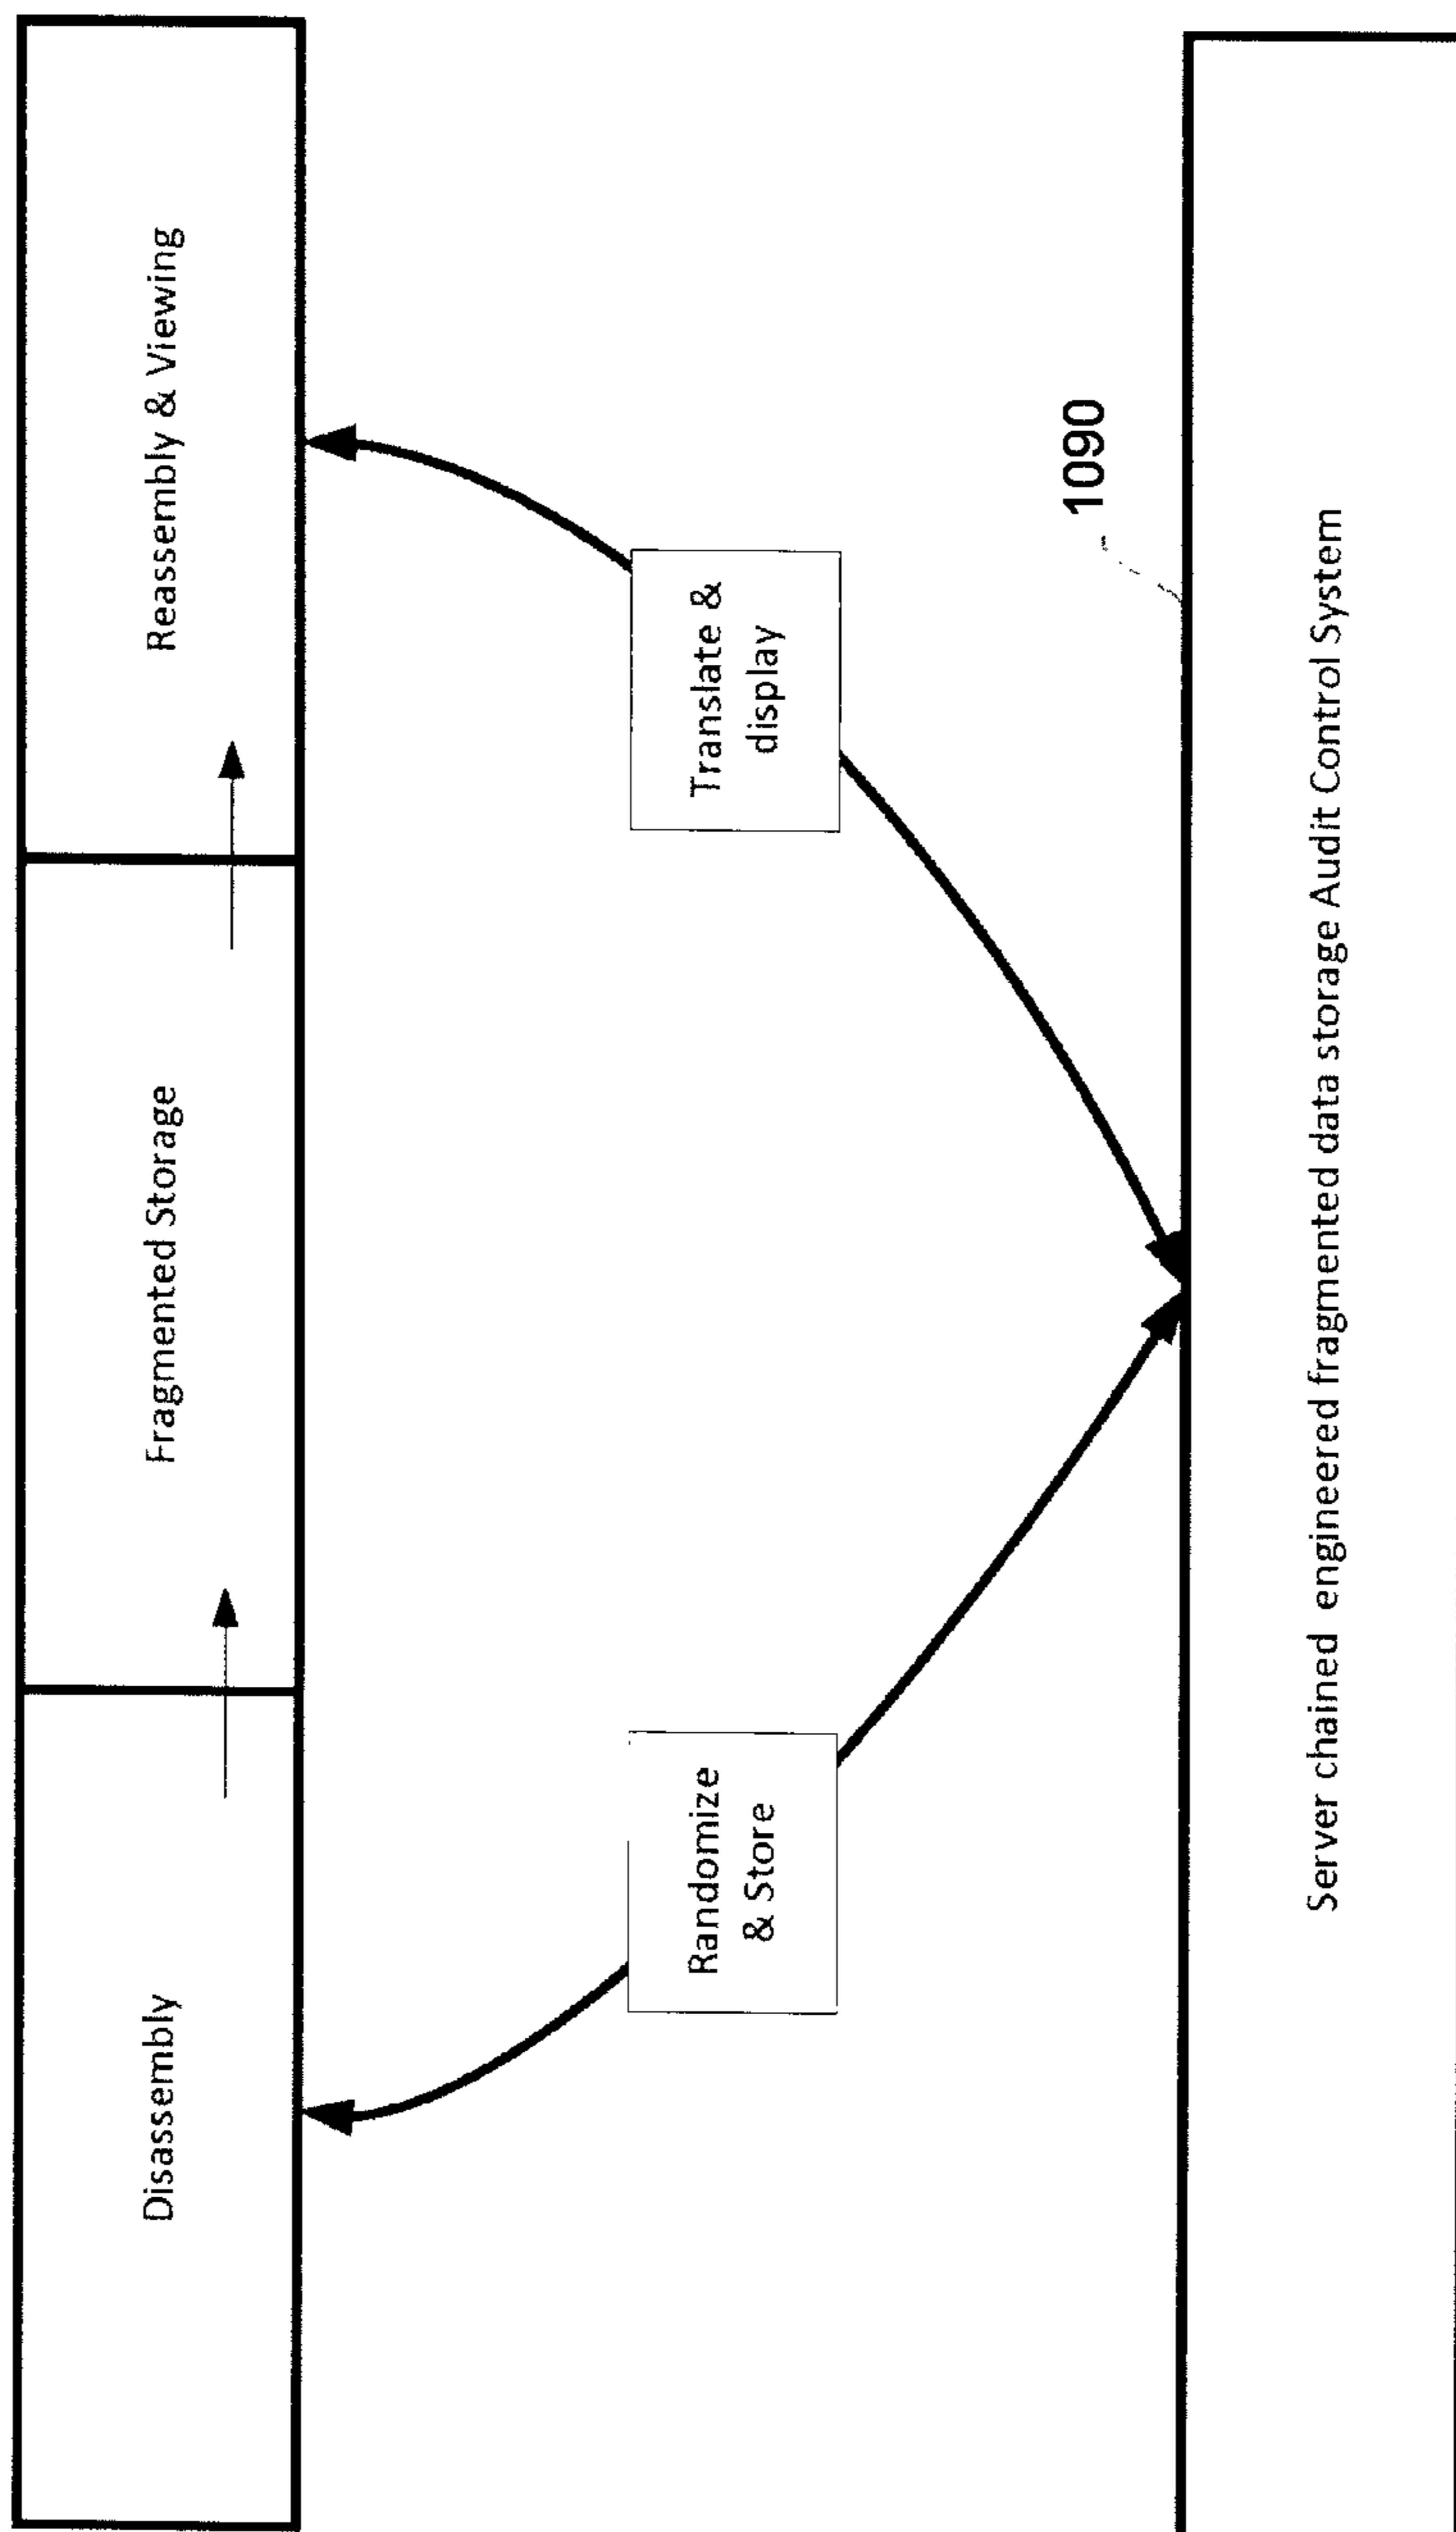 Disassembly
Fragmented Storage
Reassembly & Viewing
Randomize
& Store
Translate &
display
1090
Server chained engineered fragmented data storage Audit Control System